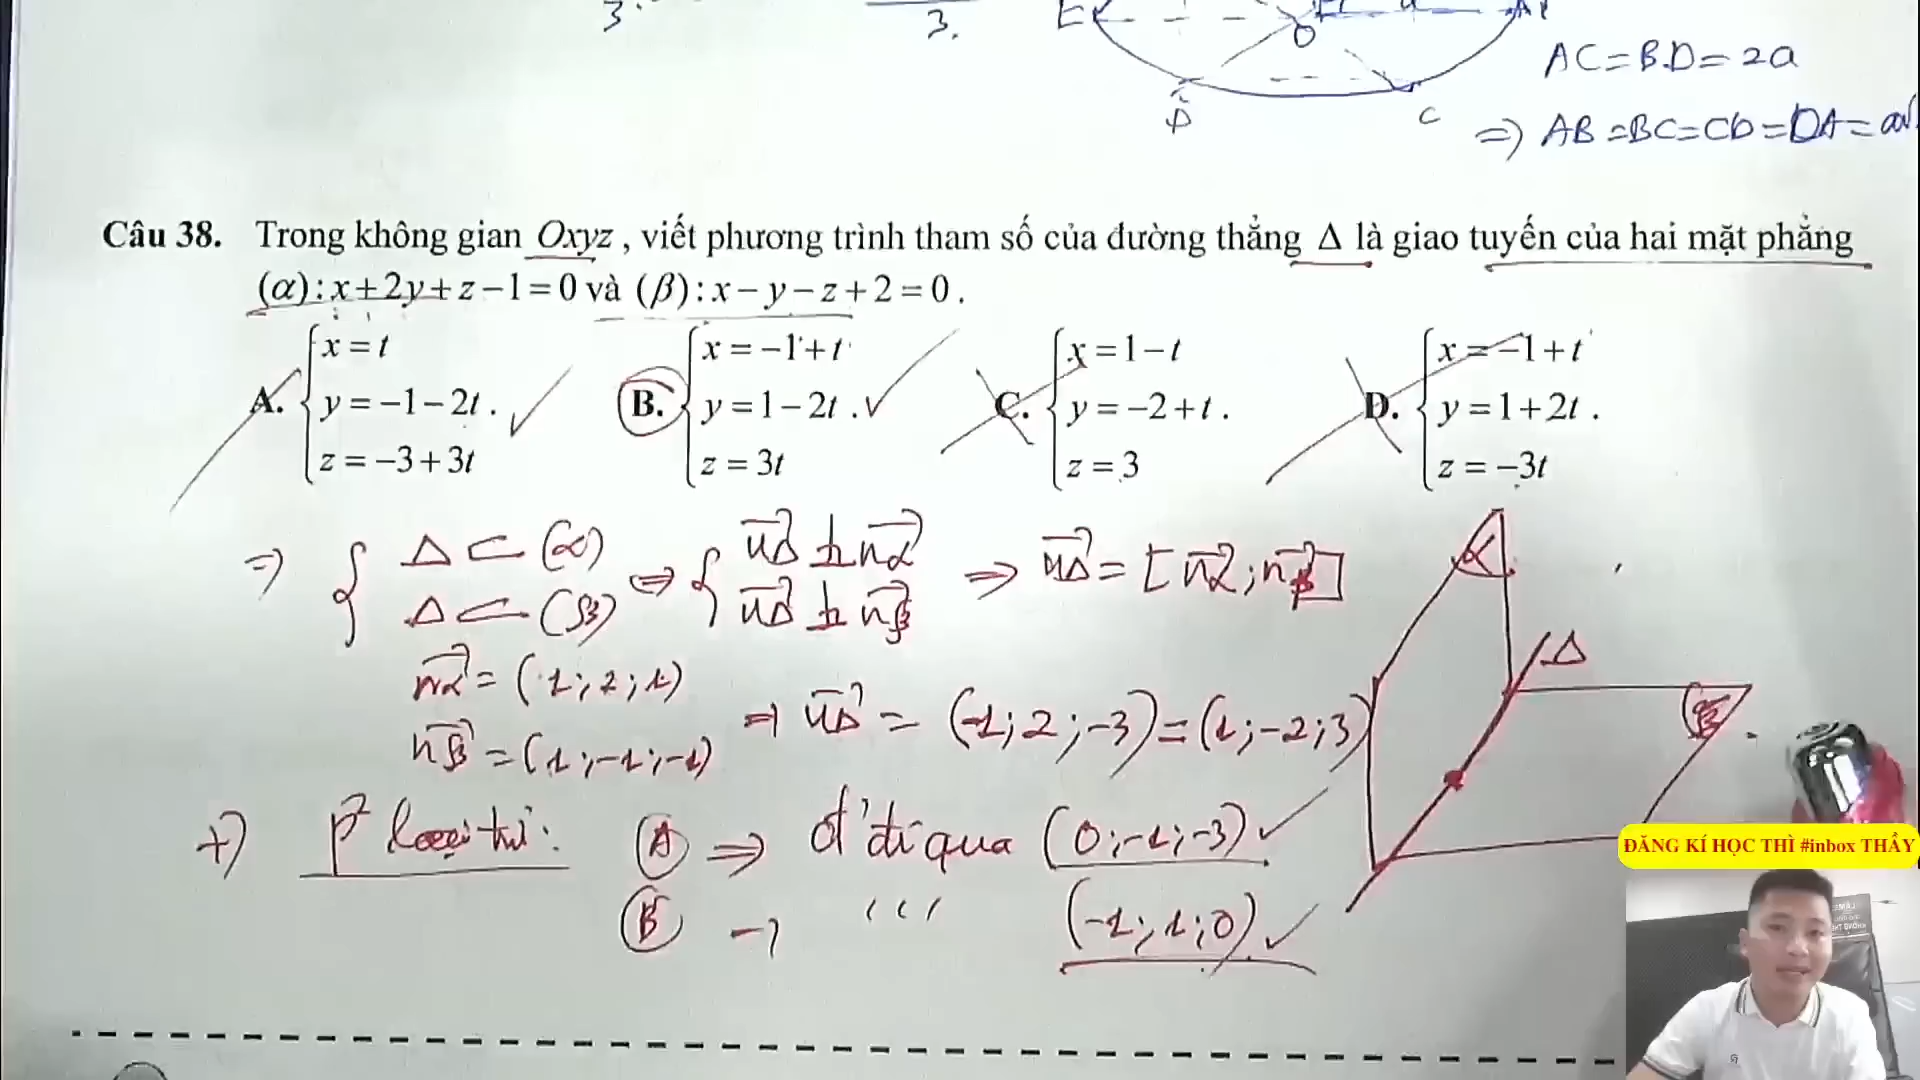 3.
3.
E
O
D
C
AC=BD=2a
=> AB=BC=CD=DA=a√
Câu 38. Trong không gian Oxyz, viết phương trình tham số của đường thẳng Δ là giao tuyến của hai mặt phẳng
(α): x+2y+z−1=0 và (β): x−y−z+2=0.
A. { x=t
y=−1−2t.
z=−3+3t
B. { x=−1+t
y=1−2t.
z=3t
C. { x=1−t
y=−2+t.
z=3
D. { x=−1+t
y=1+2t.
z=−3t
=> { Δ ⊂ (α)
Δ ⊂ (β)
<=> { u⃗Δ ⊥ n⃗α
u⃗Δ ⊥ n⃗β
=> u⃗Δ = [n⃗α; n⃗β]
n⃗α = (1; 2; 1)
n⃗β = (1; −1; −1)
=> u⃗Δ = (−1; 2; −3) = (1; −2; 3)
α
Δ
β
+) P² loại trừ:
A => đ' đi qua (0; −1; −3) ✓
B → ''' (−1; 1; 0) ✓
ĐĂNG KÍ HỌC THÌ #inbox THẦY